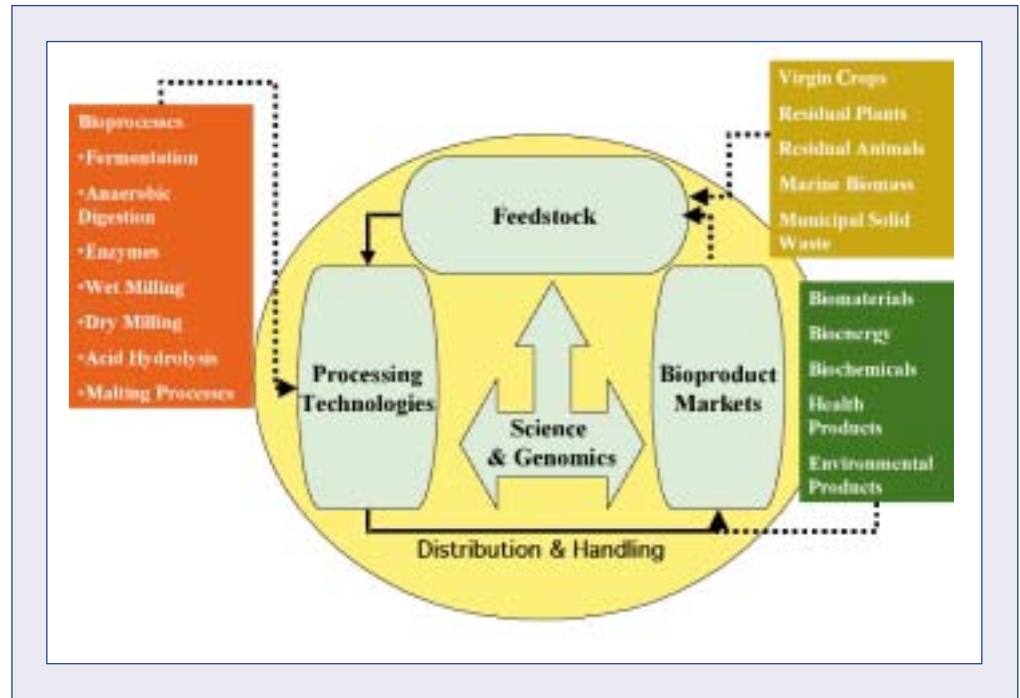 Bioprocesses
•Fermentation
•Anaerobic
Digestion
•Enzymes
•Wet Milling
•Dry Milling
•Acid Hydrolysis
•Malting Processes
Virgin Crops
Residual Plants
Residual Animals
Marine Biomass
Municipal Solid
Waste
Feedstock
Processing
Technologies
Science
& Genomics
Bioproduct
Markets
Biomaterials
Bioenergy
Biochemicals
Health
Products
Environmental
Products
Distribution & Handling